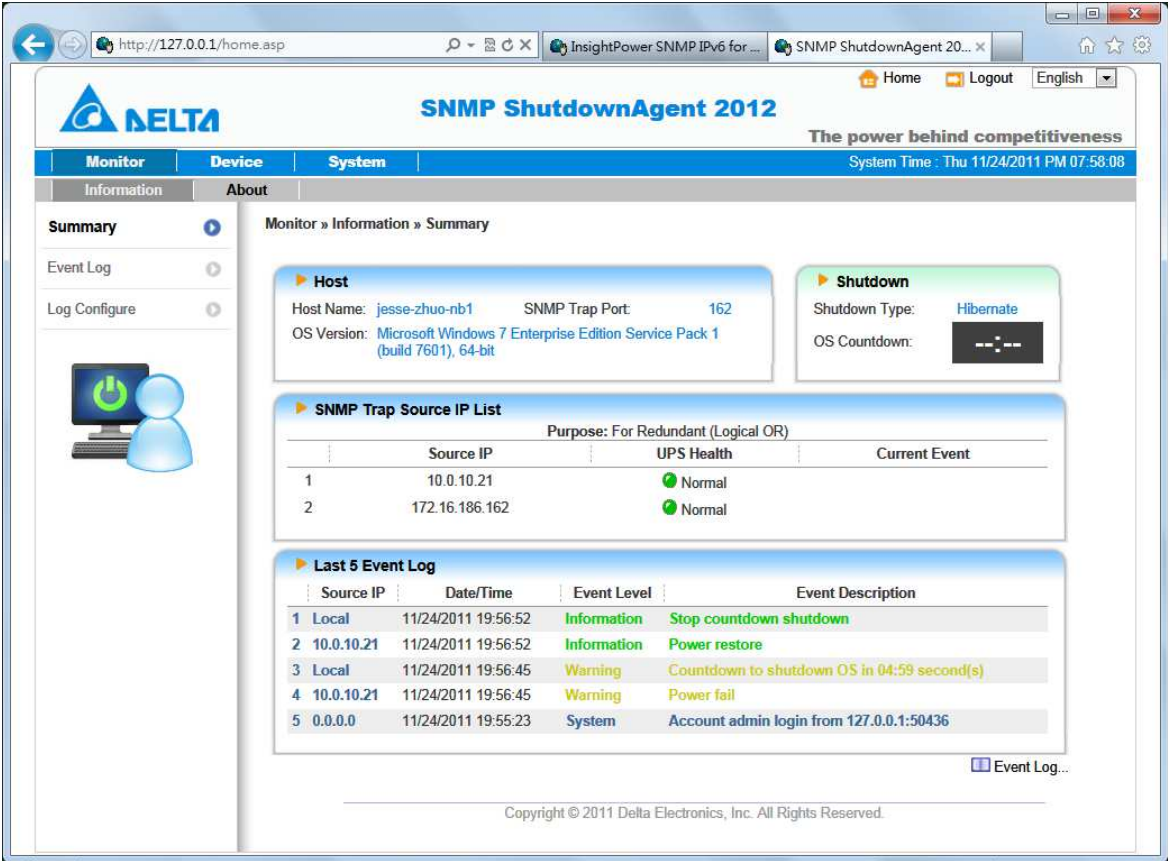 http://127.0.0.1/home.asp
InsightPower SNMP IPv6 for ...
SNMP ShutdownAgent 20...
Home Logout English
DELTA
SNMP ShutdownAgent 2012
The power behind competitiveness
Monitor Device System System Time : Thu 11/24/2011 PM 07:58:08
Information About
Summary
Event Log
Log Configure
Monitor » Information » Summary
Host
Host Name: jesse-zhuo-nb1 SNMP Trap Port: 162
OS Version: Microsoft Windows 7 Enterprise Edition Service Pack 1
(build 7601), 64-bit
Shutdown
Shutdown Type: Hibernate
OS Countdown: --:--
SNMP Trap Source IP List
Purpose: For Redundant (Logical OR)
Source IP UPS Health Current Event
1 10.0.10.21 Normal
2 172.16.186.162 Normal
Last 5 Event Log
Source IP Date/Time Event Level Event Description
1 Local 11/24/2011 19:56:52 Information Stop countdown shutdown
2 10.0.10.21 11/24/2011 19:56:52 Information Power restore
3 Local 11/24/2011 19:56:45 Warning Countdown to shutdown OS in 04:59 second(s)
4 10.0.10.21 11/24/2011 19:56:45 Warning Power fail
5 0.0.0.0 11/24/2011 19:55:23 System Account admin login from 127.0.0.1:50436
Event Log...
Copyright © 2011 Delta Electronics, Inc. All Rights Reserved.